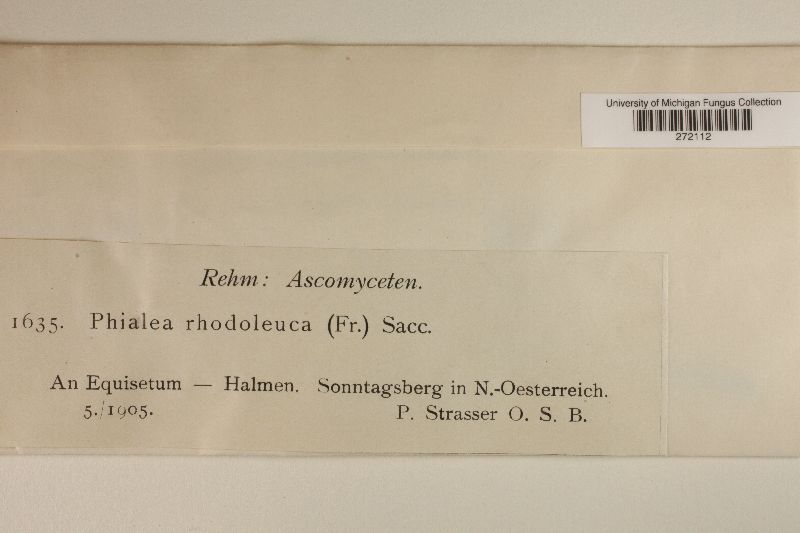 University of Michigan Fungus Collection
272112
Rehm: Ascomyceten.
1635. Phialea rhodoleuca (Fr.) Sacc.
An Equisetum — Halmen. Sonntagsberg in N.-Oesterreich.
5./1905. P. Strasser O. S. B.